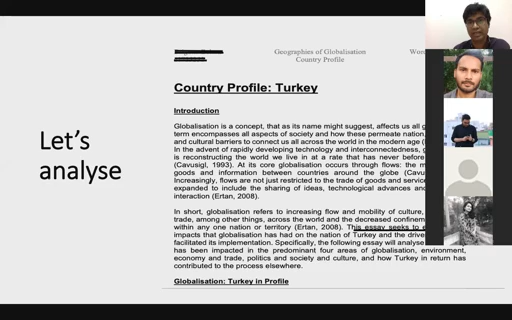 Let's
analyse
Geographies of Globalisation
Country Profile
Country Profile: Turkey
Introduction
Globalisation is a concept, that as its name might suggest, affects us all
term encompasses all aspects of society and how these permeate nation,
and cultural barriers to connect us all across the world in the modern age
In the advent of rapidly developing technology and interconnectedness,
is reconstructing the world we live in at a rate that has never before
(Cavusigl, 1993). At its core globalisation occurs through flows: the
goods and information between countries around the globe
Increasingly, flows are not just restricted to the trade of goods and
expanded to include the sharing of ideas, technological advances and
interaction (Ertan, 2008).
In short, globalisation refers to increasing flow and mobility of culture,
trade, among other things, across the world and the decreased
within any one nation or territory (Ertan, 2008). This essay seeks to
impacts that globalisation has had on the nation of Turkey and the
facilitated its implementation. Specifically, the following essay will
has been impacted in the predominant four areas of globalisation, environment,
economy and trade, politics and society and culture, and how Turkey in return has
contributed to the process elsewhere.
Globalisation: Turkey in Profile